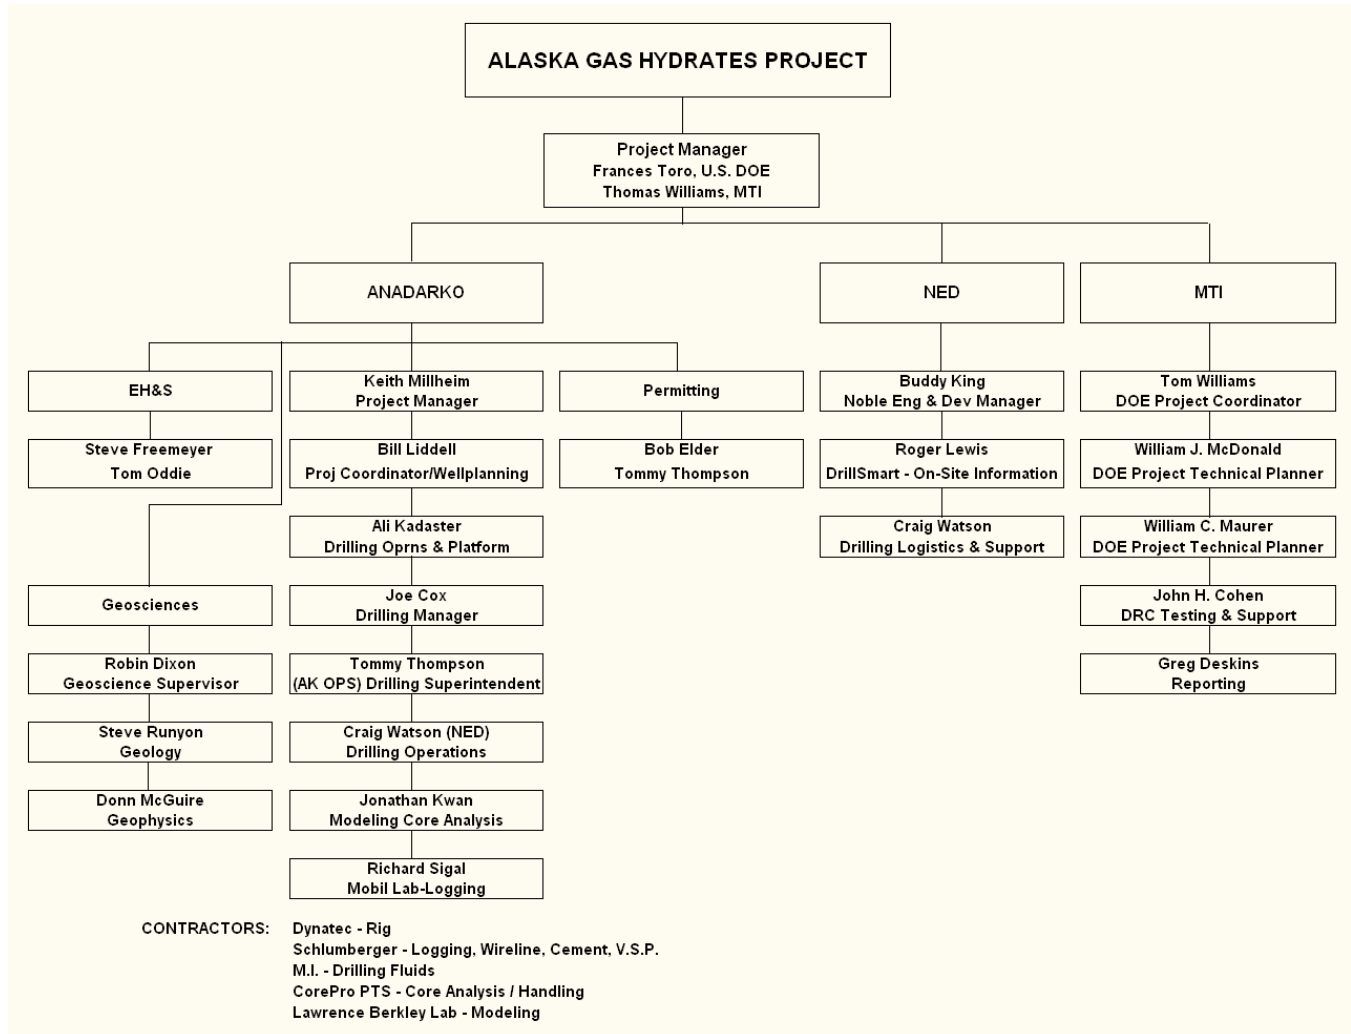 ALASKA GAS HYDRATES PROJECT
Project Manager
Frances Toro, U.S. DOE
Thomas Williams, MTI
ANADARKO
NED
MTI
EH&S
Steve Freemeyer
Tom Oddie
Geosciences
Robin Dixon
Geoscience Supervisor
Steve Runyon
Geology
Donn McGuire
Geophysics
Keith Millheim
Project Manager
Bill Liddell
Proj Coordinator/Wellplanning
Ali Kadaster
Drilling Oprns & Platform
Joe Cox
Drilling Manager
Tommy Thompson
(AK OPS) Drilling Superintendent
Craig Watson (NED)
Drilling Operations
Jonathan Kwan
Modeling Core Analysis
Richard Sigal
Mobil Lab-Logging
Permitting
Bob Elder
Tommy Thompson
Buddy King
Noble Eng & Dev Manager
Roger Lewis
DrillSmart - On-Site Information
Craig Watson
Drilling Logistics & Support
Tom Williams
DOE Project Coordinator
William J. McDonald
DOE Project Technical Planner
William C. Maurer
DOE Project Technical Planner
John H. Cohen
DRC Testing & Support
Greg Deskins
Reporting
CONTRACTORS: Dynatec - Rig
Schlumberger - Logging, Wireline, Cement, V.S.P.
M.I. - Drilling Fluids
CorePro PTS - Core Analysis / Handling
Lawrence Berkley Lab - Modeling